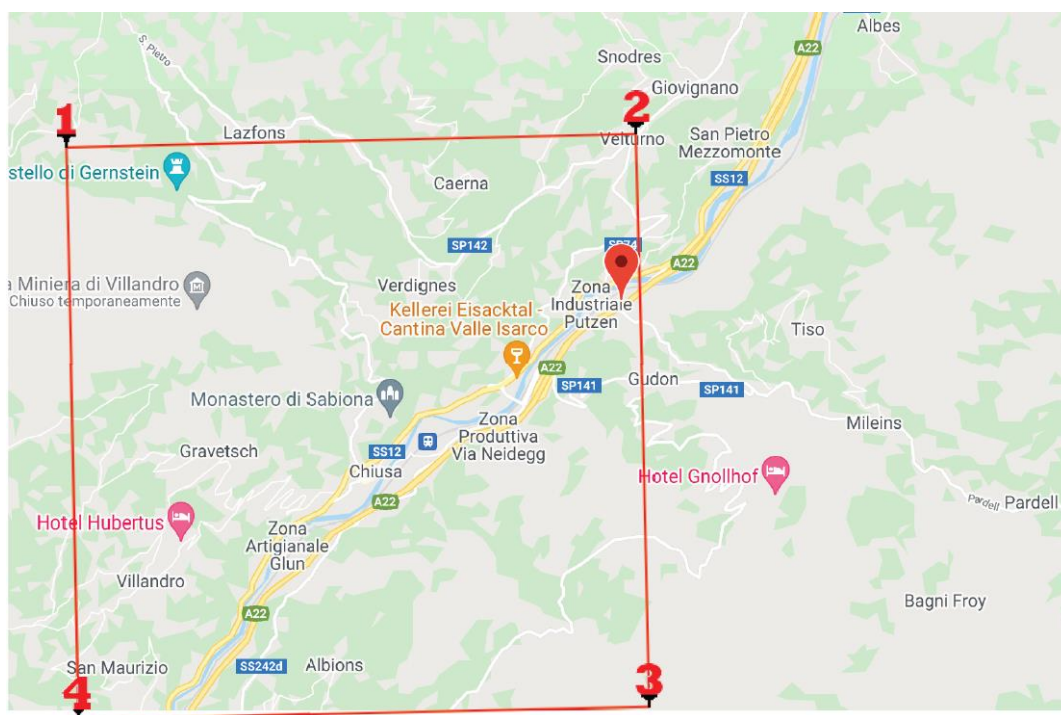 Albes
A22
S. Pietro
Snodres
Giovignano
1
2
Lazfons
Velturno
San Pietro
Mezzomonte
stello di Gernstein
Caerna
SS12
SP142
A22
a Miniera di Villandro
Chiuso temporaneamente
Verdignes
Zona
Industriale
Putzen
Kellerei Eisacktal -
Cantina Valle Isarco
Tiso
A22
Gudon
SP141
SP141
Monastero di Sabiona
Mileins
Zona
Produttiva
Via Neidegg
Gravetsch
SS12
Chiusa
Hotel Gnollhof
A22
Pardell
Pardell
Hotel Hubertus
Zona
Artigianale
Glun
Villandro
Bagni Froy
A22
San Maurizio
SS242d
Albions
4
3